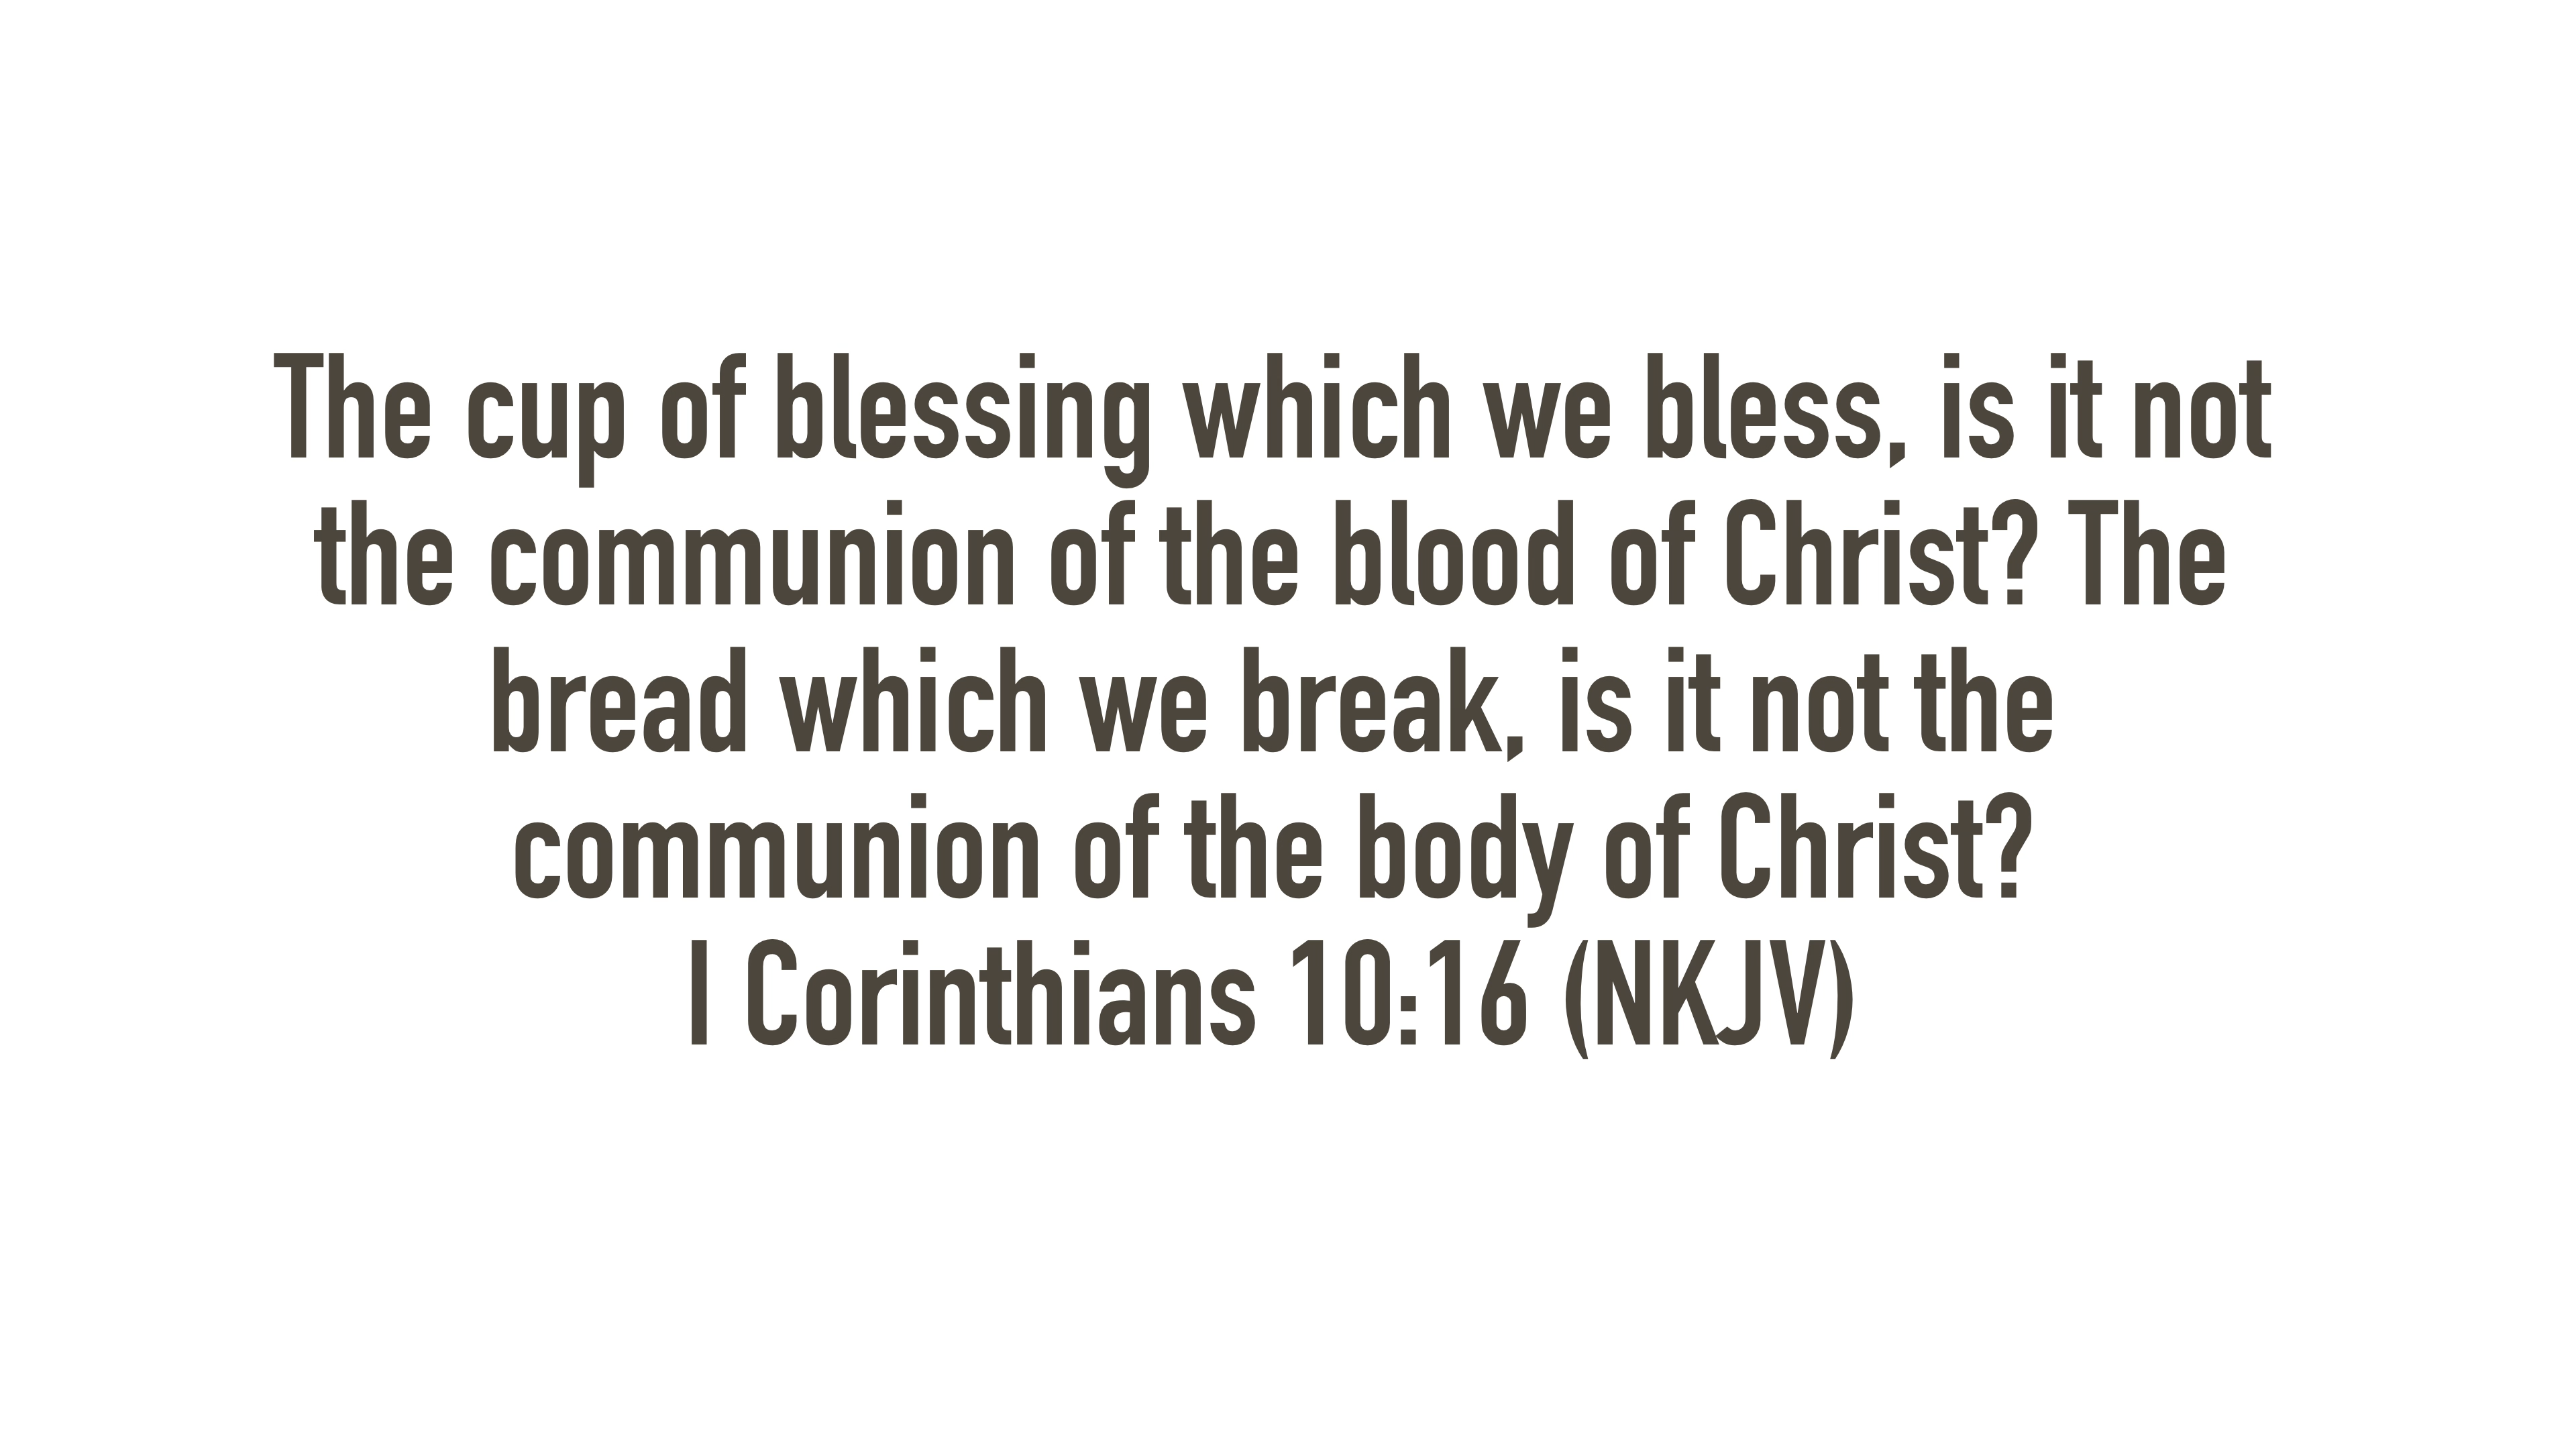 The cup of blessing which we bless, is it not
the communion of the blood of Christ? The
bread which we break, is it not the
communion of the body of Christ?
I Corinthians 10:16 (NKJV)